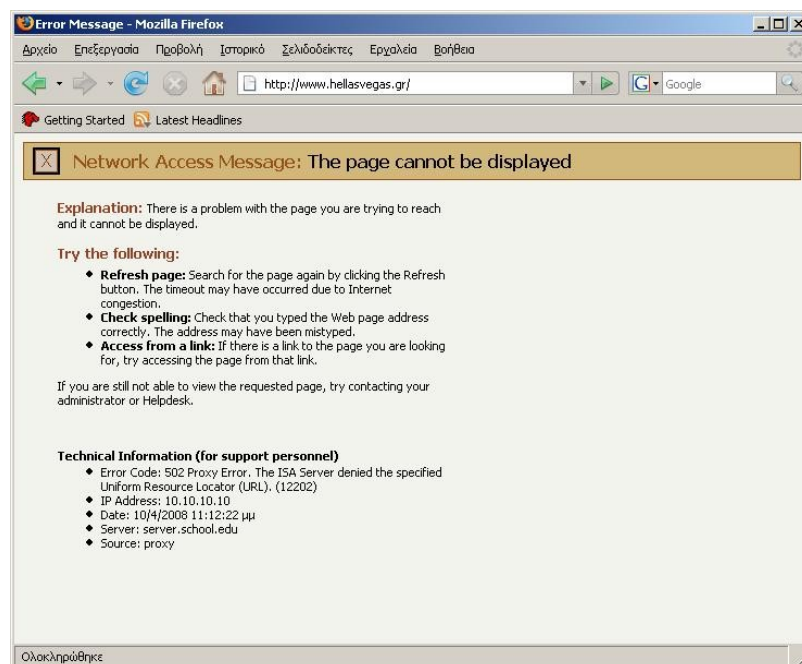 Error Message - Mozilla Firefox
Αρχείο Επεξεργασία Προβολή Ιστορικό Σελιδοδείκτες Εργαλεία Βοήθεια
http://www.hellasvegas.gr/ G Google
Getting Started Latest Headlines
X Network Access Message: The page cannot be displayed
Explanation: There is a problem with the page you are trying to reach
and it cannot be displayed.
Try the following:
• Refresh page: Search for the page again by clicking the Refresh
button. The timeout may have occurred due to Internet
congestion.
• Check spelling: Check that you typed the Web page address
correctly. The address may have been mistyped.
• Access from a link: If there is a link to the page you are looking
for, try accessing the page from that link.
If you are still not able to view the requested page, try contacting your
administrator or Helpdesk.
Technical Information (for support personnel)
• Error Code: 502 Proxy Error. The ISA Server denied the specified
Uniform Resource Locator (URL). (12202)
• IP Address: 10.10.10.10
• Date: 10/4/2008 11:12:22 μμ
• Server: server.school.edu
• Source: proxy
Ολοκληρώθηκε